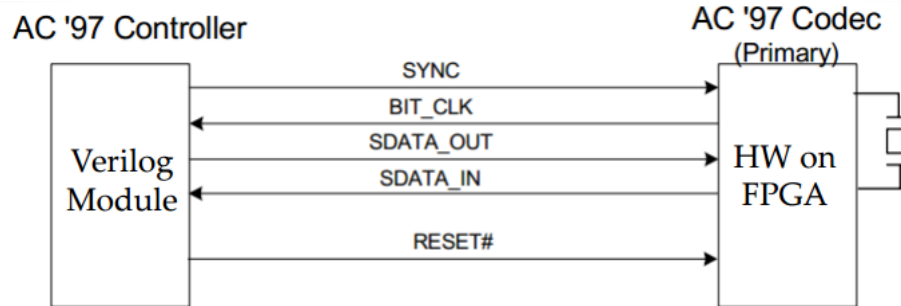 AC '97 Controller
AC '97 Codec
(Primary)
SYNC
BIT_CLK
SDATA_OUT
SDATA_IN
RESET#
Verilog
Module
HW on
FPGA